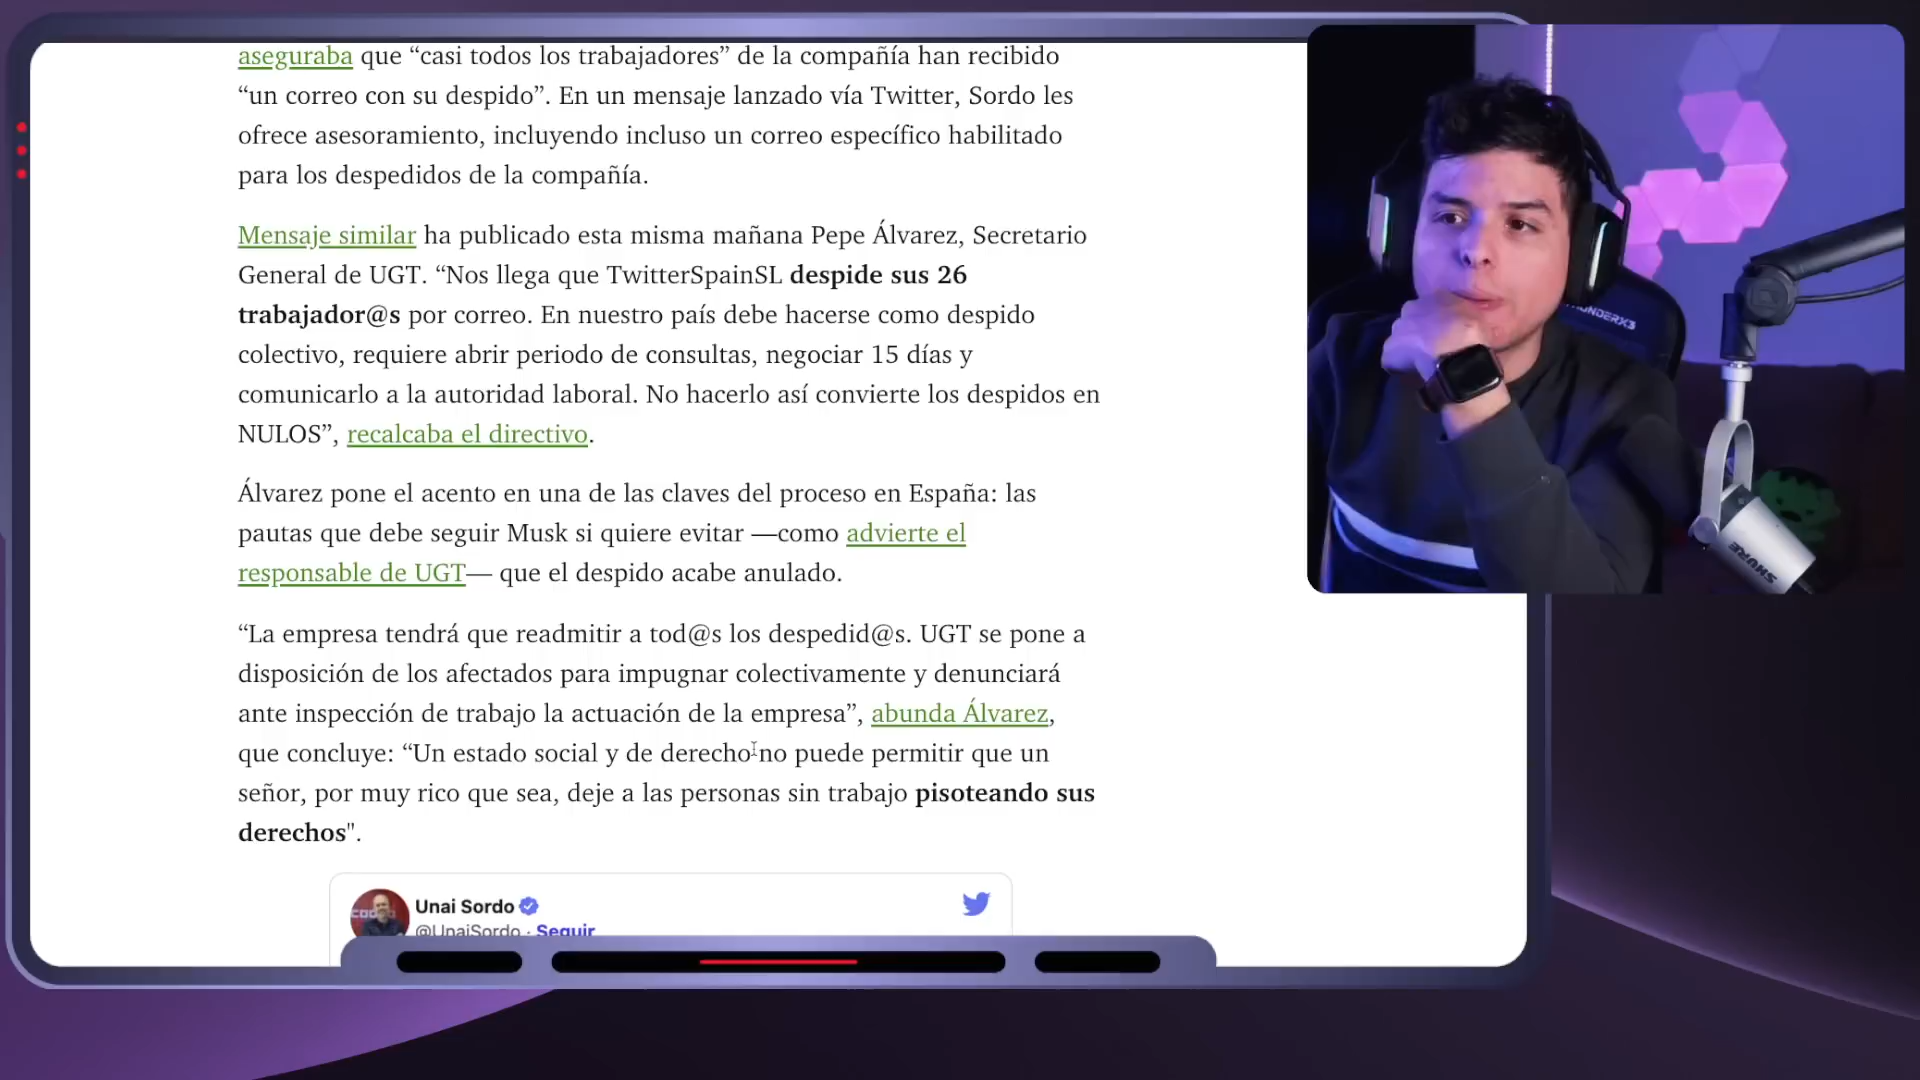 aseguraba que “casi todos los trabajadores” de la compañía han recibido
“un correo con su despido”. En un mensaje lanzado vía Twitter, Sordo les
ofrece asesoramiento, incluyendo incluso un correo específico habilitado
para los despedidos de la compañía.
Mensaje similar ha publicado esta misma mañana Pepe Álvarez, Secretario
General de UGT. “Nos llega que TwitterSpainSL despide sus 26
trabajador@s por correo. En nuestro país debe hacerse como despido
colectivo, requiere abrir periodo de consultas, negociar 15 días y
comunicarlo a la autoridad laboral. No hacerlo así convierte los despidos en
NULOS”, recalcaba el directivo.
Álvarez pone el acento en una de las claves del proceso en España: las
pautas que debe seguir Musk si quiere evitar —como advierte el
responsable de UGT— que el despido acabe anulado.
“La empresa tendrá que readmitir a tod@s los despedid@s. UGT se pone a
disposición de los afectados para impugnar colectivamente y denunciará
ante inspección de trabajo la actuación de la empresa”, abunda Álvarez,
que concluye: “Un estado social y de derecho no puede permitir que un
señor, por muy rico que sea, deje a las personas sin trabajo pisoteando sus
derechos".
Unai Sordo
@UnaiSordo · Seguir
THUNDERX3
SHURE